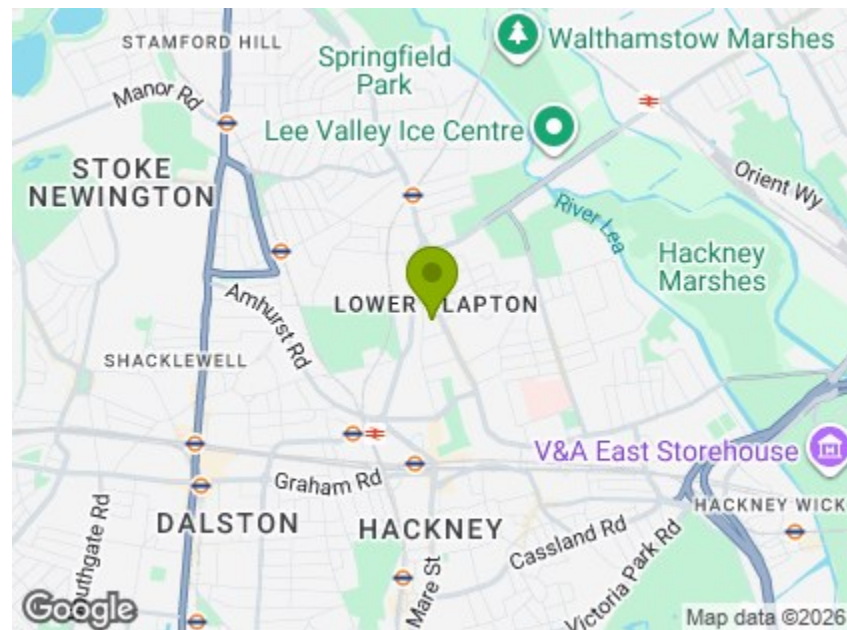 STAMFORD HILL
Springfield
Park
Walthamstow Marshes
Manor Rd
Lee Valley Ice Centre
STOKE
NEWINGTON
Orient Wy
River Lea
Hackney
Marshes
LOWER CLAPTON
Amhurst Rd
SHACKLEWELL
V&A East Storehouse
Graham Rd
HACKNEY WICK
DALSTON
HACKNEY
Cassland Rd
Southgate Rd
Mare St
Victoria Park Rd
Google
Map data ©2026